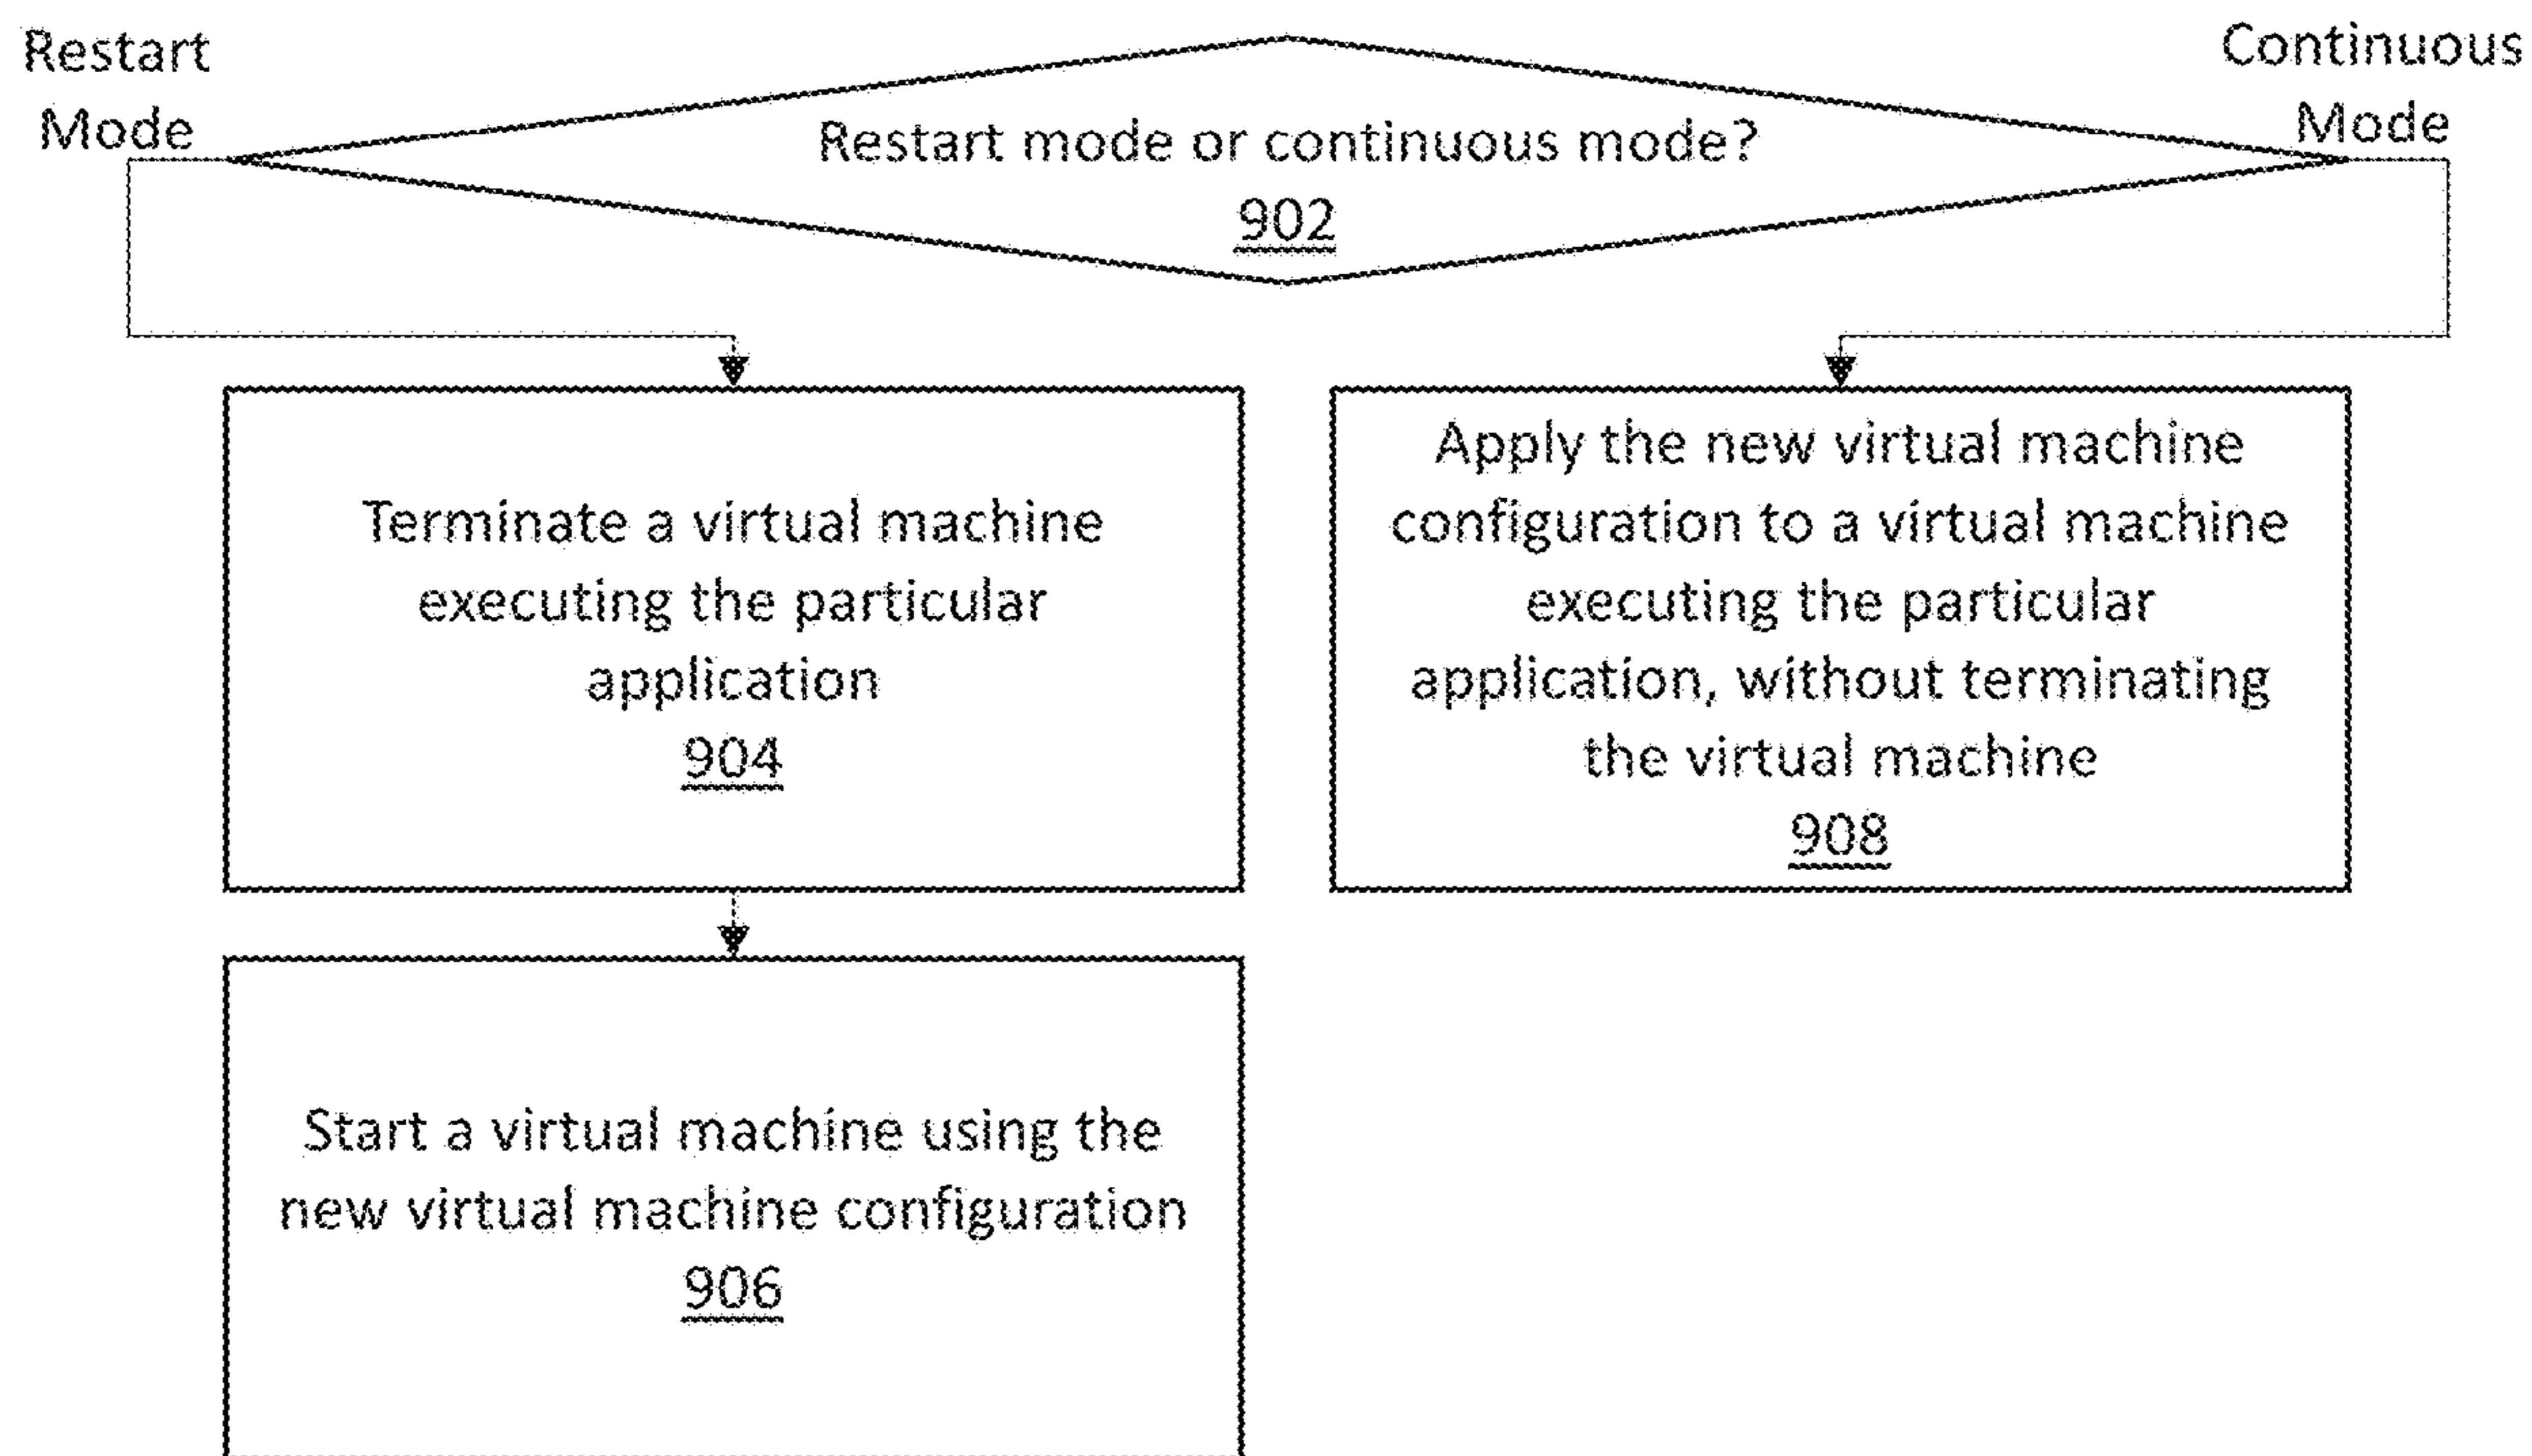 Restart
Mode
Continuous
Mode
Restart mode or continuous mode?
902
Terminate a virtual machine
executing the particular
application
904
Apply the new virtual machine
configuration to a virtual machine
executing the particular
application, without terminating
the virtual machine
908
Start a virtual machine using the
new virtual machine configuration
906